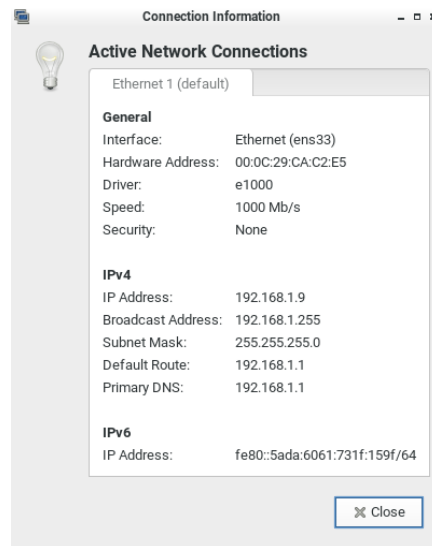 Connection Information
Active Network Connections
Ethernet 1 (default)
General
Interface: Ethernet (ens33)
Hardware Address: 00:0C:29:CA:C2:E5
Driver: e1000
Speed: 1000 Mb/s
Security: None
IPv4
IP Address: 192.168.1.9
Broadcast Address: 192.168.1.255
Subnet Mask: 255.255.255.0
Default Route: 192.168.1.1
Primary DNS: 192.168.1.1
IPv6
IP Address: fe80::5ada:6061:731f:159f/64
Close